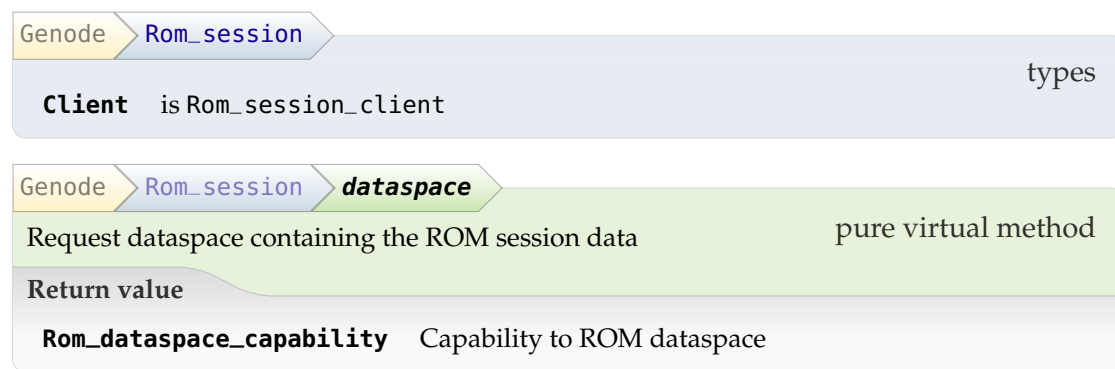 Genode Rom_session
types
Client is Rom_session_client
Genode Rom_session dataspace
pure virtual method
Request dataspace containing the ROM session data
Return value
Rom_dataspace_capability Capability to ROM dataspace